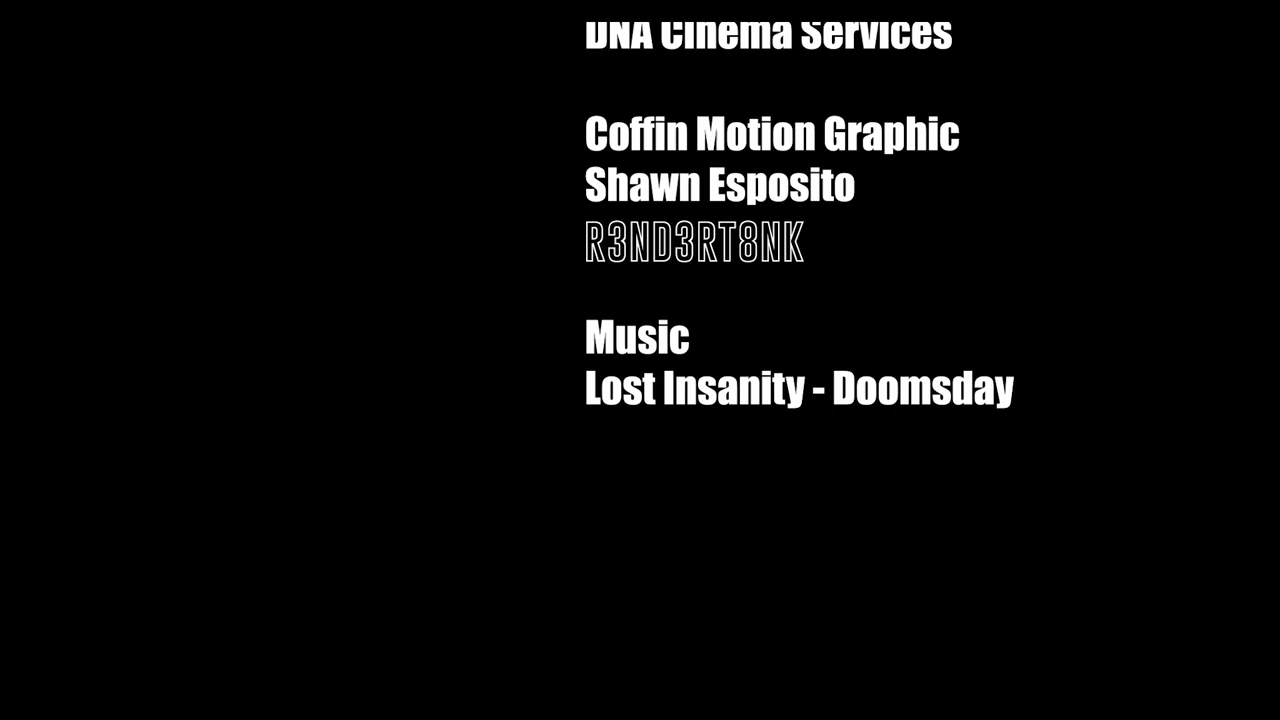 DNA Cinema Services
Coffin Motion Graphic
Shawn Esposito
R3ND3RT8NK
Music
Lost Insanity - Doomsday